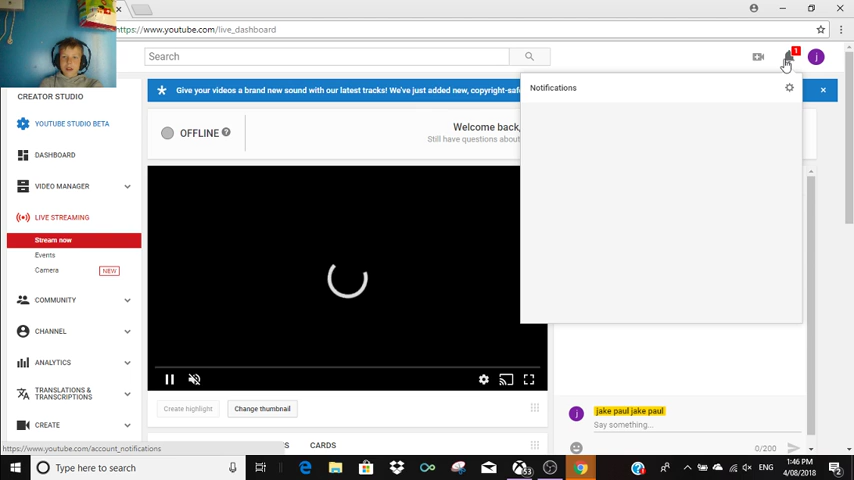 https://www.youtube.com/live_dashboard
Search
1
j
CREATOR STUDIO
Give your videos a brand new sound with our latest tracks! We've just added new, copyright-safe
Notifications
YOUTUBE STUDIO BETA
OFFLINE
Welcome back,
Still have questions about
DASHBOARD
VIDEO MANAGER
LIVE STREAMING
Stream now
Events
Camera
NEW
COMMUNITY
CHANNEL
ANALYTICS
TRANSLATIONS &
TRANSCRIPTIONS
CREATE
Create highlight
Change thumbnail
CARDS
j
jake paul jake paul
Say something...
0/200
https://www.youtube.com/account_notifications
Type here to search
53
ENG
1:46 PM
4/08/2018
2